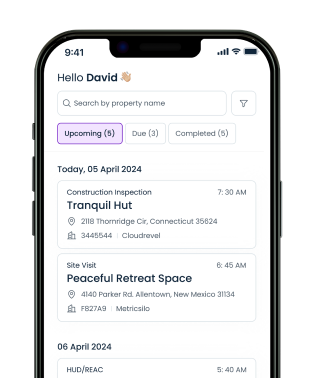 9:41
Hello David 👋🏼
Search by property name
Upcoming (5) Due (3) Completed (5)
Today, 05 April 2024
Construction Inspection 7:30 AM
Tranquil Hut
2118 Thornridge Cir, Connecticut 35624
3445544 | Cloudrevel
Site Visit 6:45 AM
Peaceful Retreat Space
4140 Parker Rd. Allentown, New Mexico 31134
F827A9 | Metricsilo
06 April 2024
HUD/REAC 5:40 AM